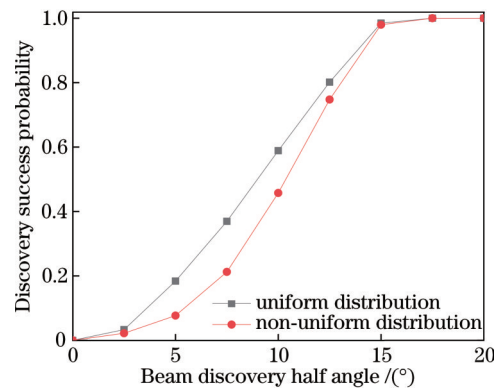 1.0
0.8
0.6
0.4
0.2
0
Discovery success probability
uniform distribution
non-uniform distribution
0 5 10 15 20
Beam discovery half angle /(°)